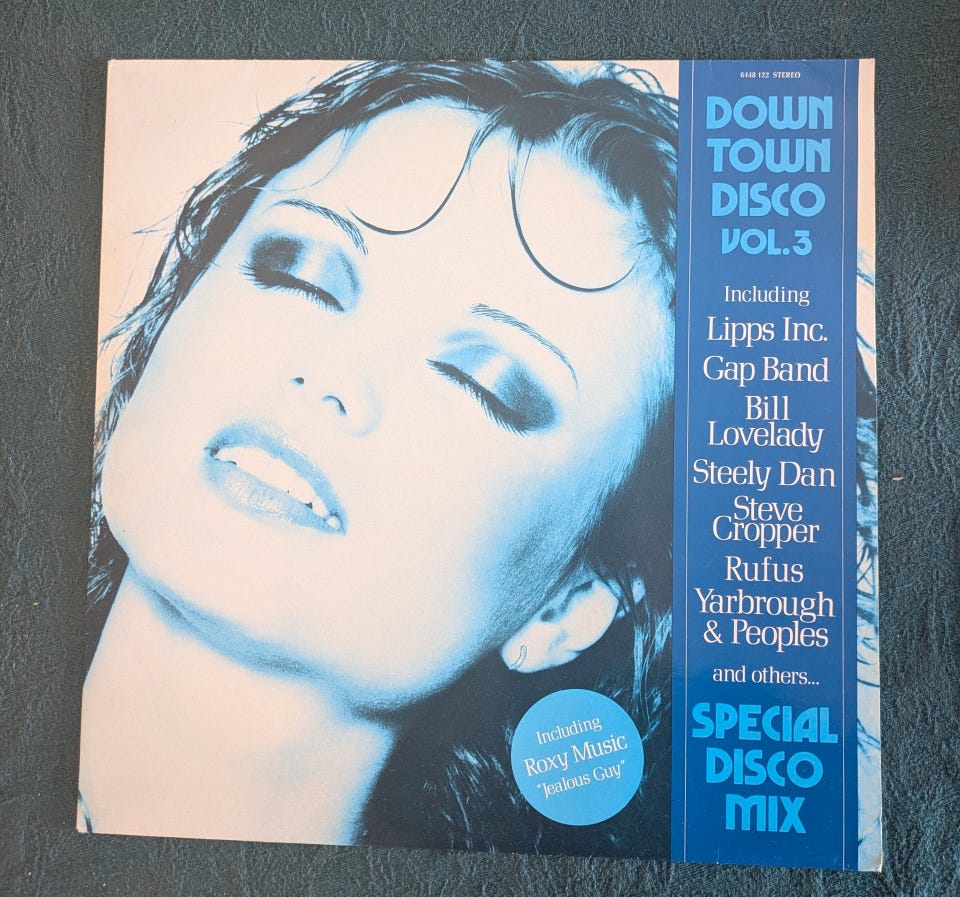 6448 122 STEREO
DOWN
TOWN
DISCO
VOL.3
Including
Lipps Inc.
Gap Band
Bill
Lovelady
Steely Dan
Steve
Cropper
Rufus
Yarbrough
& Peoples
and others...
SPECIAL
DISCO
MIX
Including
Roxy Music
"Jealous Guy"